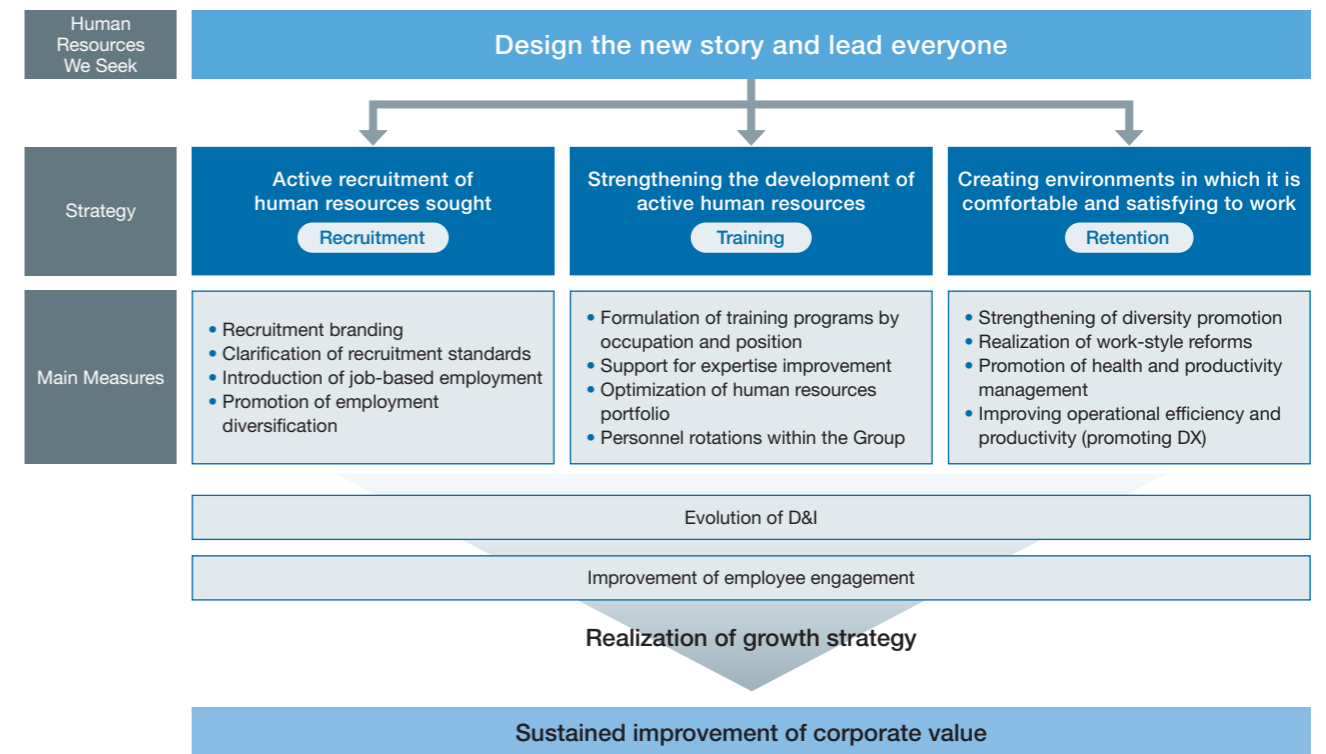 Human
Resources
We Seek
Design the new story and lead everyone
Strategy
Active recruitment of
human resources sought
Recruitment
Strengthening the development of
active human resources
Training
Creating environments in which it is
comfortable and satisfying to work
Retention
Main Measures
• Recruitment branding
• Clarification of recruitment standards
• Introduction of job-based employment
• Promotion of employment
diversification
• Formulation of training programs by
occupation and position
• Support for expertise improvement
• Optimization of human resources
portfolio
• Personnel rotations within the Group
• Strengthening of diversity promotion
• Realization of work-style reforms
• Promotion of health and productivity
management
• Improving operational efficiency and
productivity (promoting DX)
Evolution of D&I
Improvement of employee engagement
Realization of growth strategy
Sustained improvement of corporate value